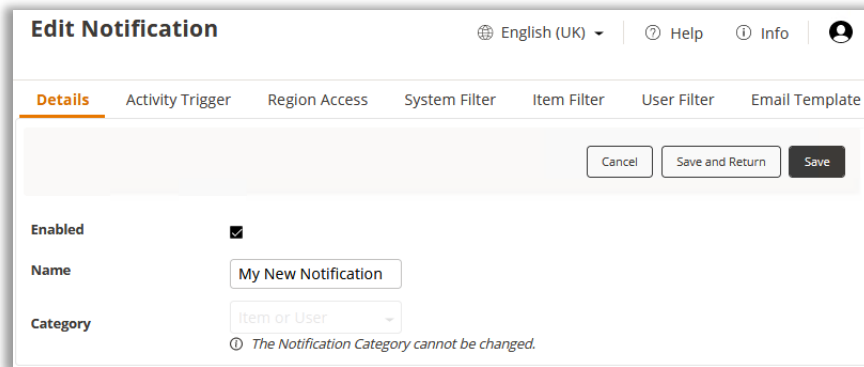 Edit Notification
English (UK)
Help
Info
Details
Activity Trigger
Region Access
System Filter
Item Filter
User Filter
Email Template
Cancel
Save and Return
Save
Enabled
Name
My New Notification
Category
Item or User
The Notification Category cannot be changed.